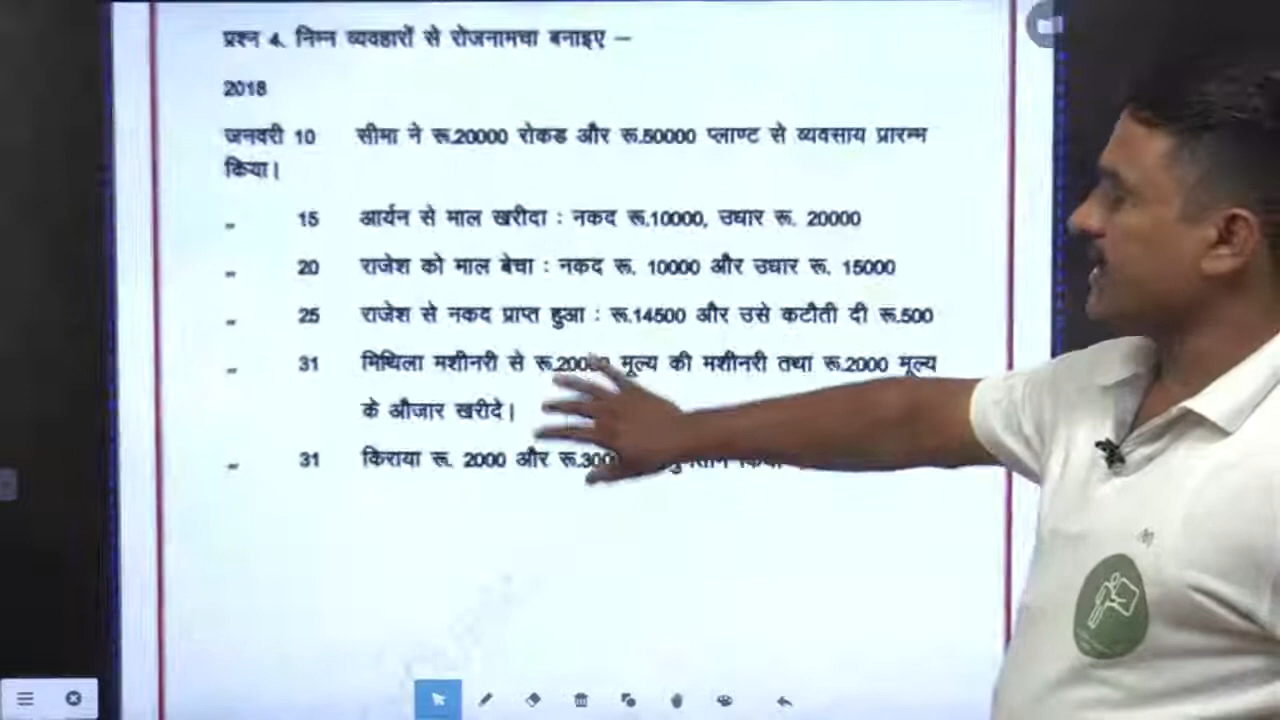 प्रश्न 4. निम्न व्यवहारों से रोजनामचा बनाइए –
2018
जनवरी 10 सीमा ने रू.20000 रोकड और रू.50000 प्लाण्ट से व्यवसाय प्रारम्भ
किया।
„ 15 आर्यन से माल खरीदा : नकद रू.10000, उधार रू. 20000
„ 20 राजेश को माल बेचा : नकद रू. 10000 और उधार रू. 15000
„ 25 राजेश से नकद प्राप्त हुआ : रू.14500 और उसे कटौती दी रू.500
„ 31 मिथिला मशीनरी से मूल्य की मशीनरी तथा रू.2000 मूल्य
के औजार खरीदे।
„ 31 किराया रू. 2000 और